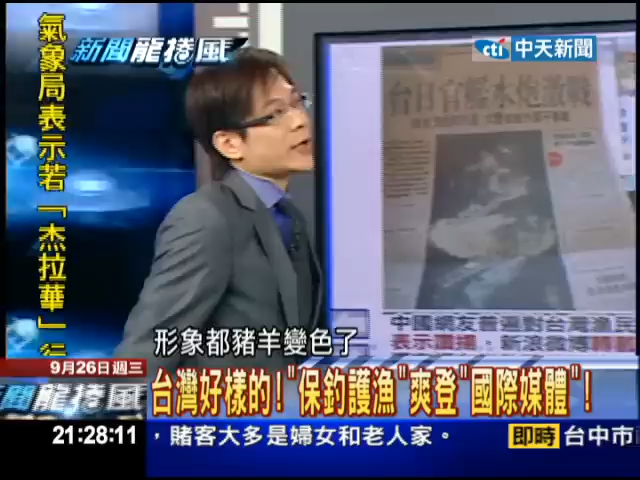 新聞龍捲風
cti 中天新聞
氣象局表示若「杰拉華」行
台日官艦水炮激戰
中國網友普遍對台灣漁民
表示讚揚，新浪微博
形象都豬羊變色了
9月26日週三
台灣好樣的!"保釣護漁"爽登"國際媒體"!
聞龍捲風
21:28:11
，賭客大多是婦女和老人家。
即時 台中市